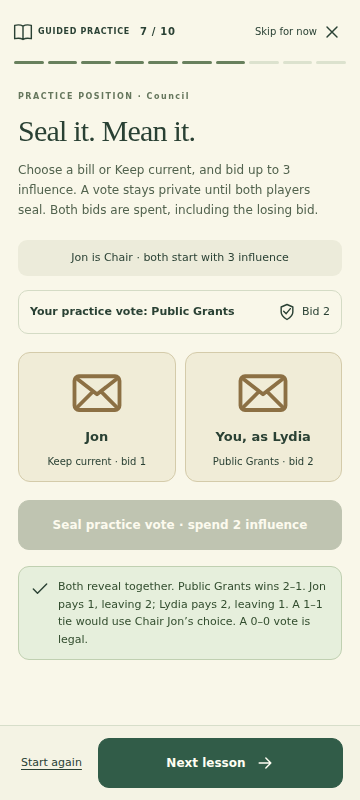 GUIDED PRACTICE 7 / 10
Skip for now
PRACTICE POSITION · Council
Seal it. Mean it.
Choose a bill or Keep current, and bid up to 3
influence. A vote stays private until both players
seal. Both bids are spent, including the losing bid.
Jon is Chair · both start with 3 influence
Your practice vote: Public Grants
Bid 2
Jon
Keep current · bid 1
You, as Lydia
Public Grants · bid 2
Seal practice vote · spend 2 influence
Both reveal together. Public Grants wins 2–1. Jon
pays 1, leaving 2; Lydia pays 2, leaving 1. A 1–1
tie would use Chair Jon’s choice. A 0–0 vote is
legal.
Start again
Next lesson